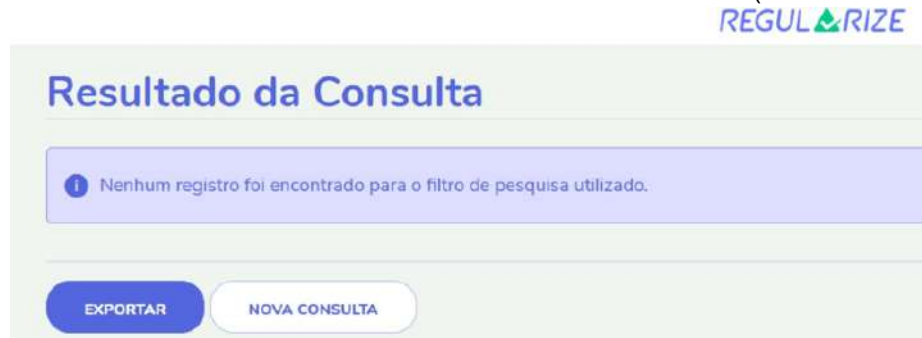 REGULARIZE
Resultado da Consulta
Nenhum registro foi encontrado para o filtro de pesquisa utilizado.
EXPORTAR
NOVA CONSULTA